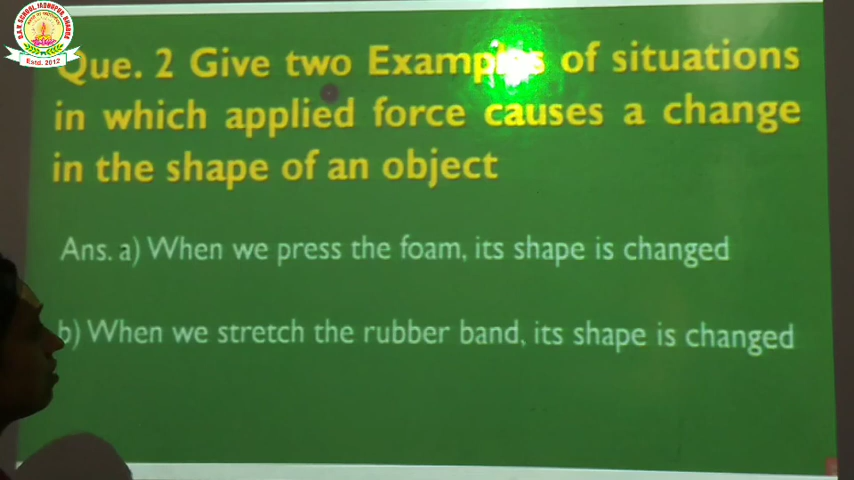 Que. 2 Give two Examples of situations
in which applied force causes a change
in the shape of an object
Ans. a) When we press the foam, its shape is changed
b) When we stretch the rubber band, its shape is changed
Estd. 2012